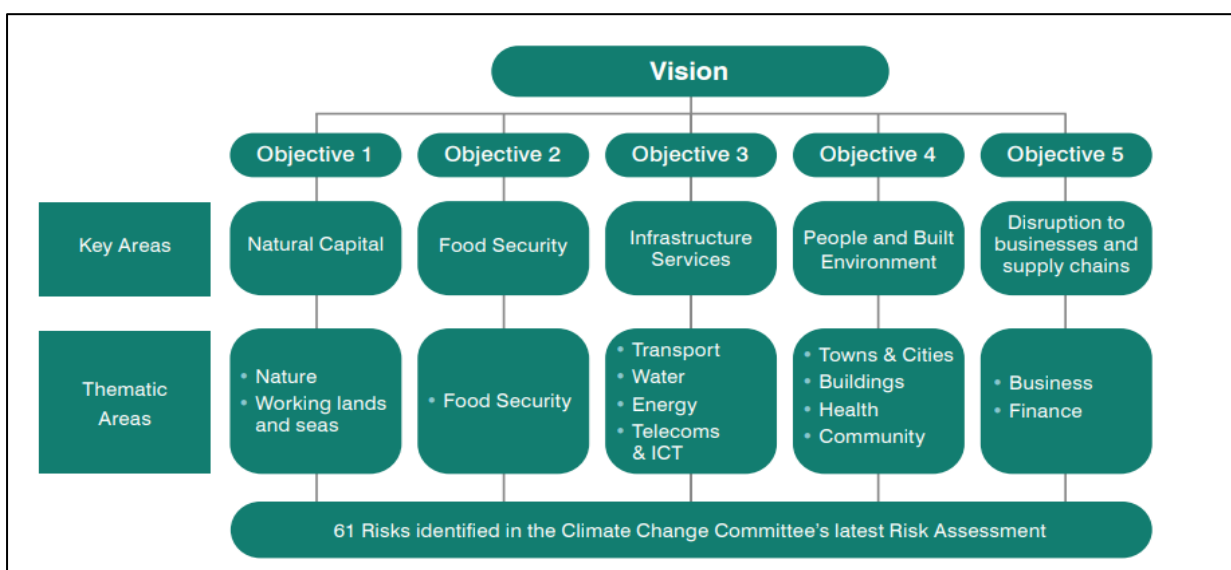 Vision
Objective 1
Objective 2
Objective 3
Objective 4
Objective 5
Key Areas
Natural Capital
Food Security
Infrastructure
Services
People and Built
Environment
Disruption to
businesses and
supply chains
Thematic
Areas
• Nature
• Working lands
and seas
• Food Security
• Transport
• Water
• Energy
• Telecoms
& ICT
• Towns & Cities
• Buildings
• Health
• Community
• Business
• Finance
61 Risks identified in the Climate Change Committee's latest Risk Assessment